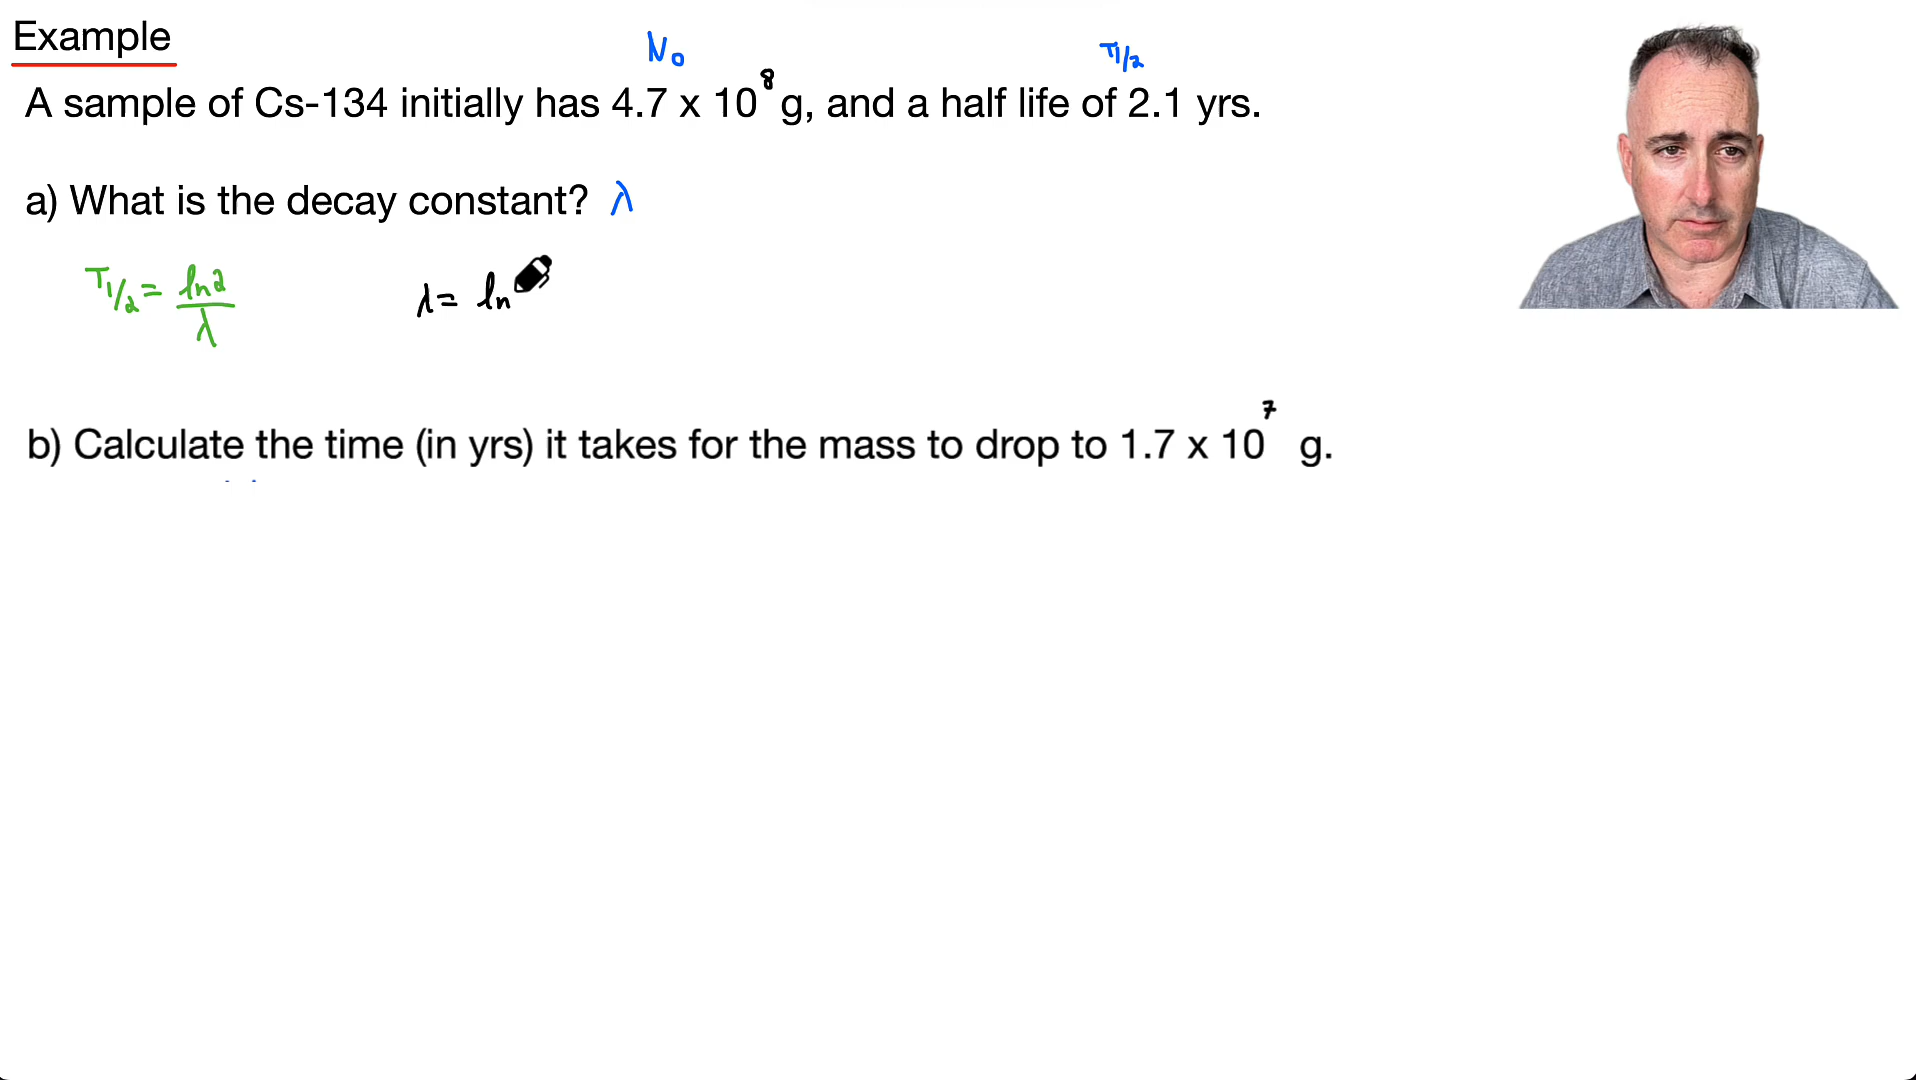 Example
N₀ T1/2
A sample of Cs-134 initially has 4.7 x 10⁸ g, and a half life of 2.1 yrs.
a) What is the decay constant? λ
T1/2 = ln2/λ λ= ln
b) Calculate the time (in yrs) it takes for the mass to drop to 1.7 x 10⁷ g.